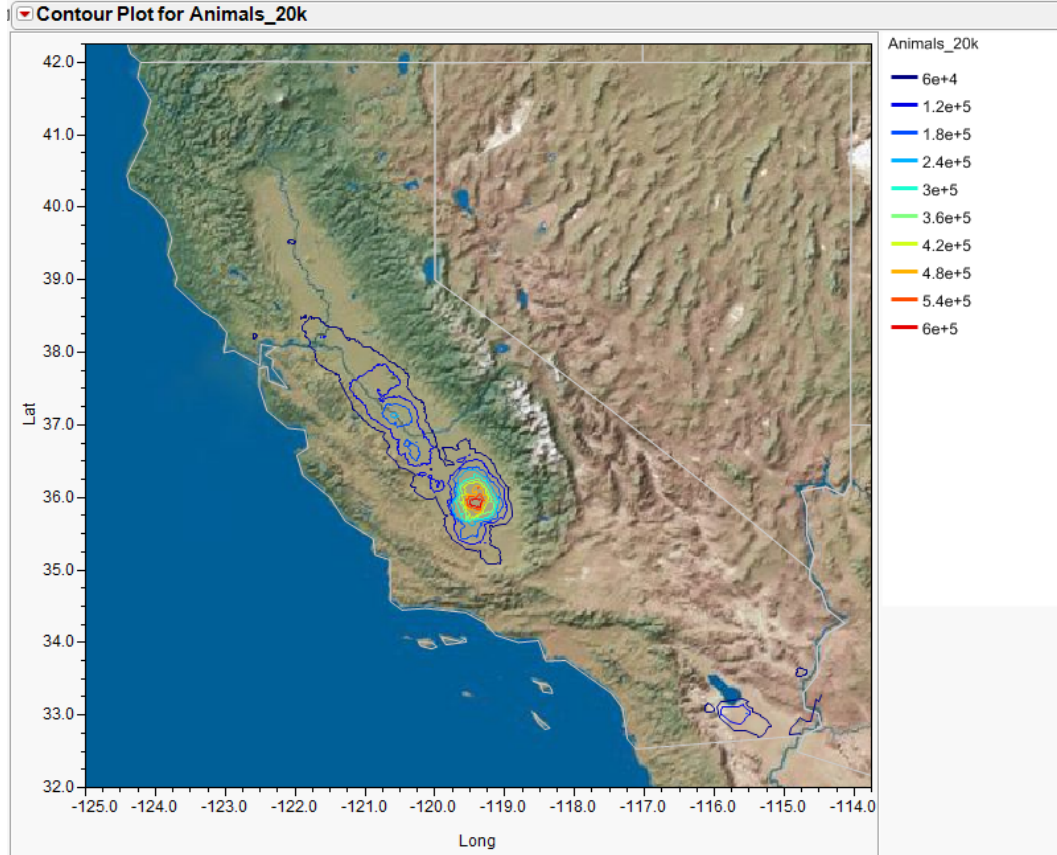 Contour Plot for Animals_20k
Animals_20k
6e+4
1.2e+5
1.8e+5
2.4e+5
3e+5
3.6e+5
4.2e+5
4.8e+5
5.4e+5
6e+5
Lat
42.0
41.0
40.0
39.0
38.0
37.0
36.0
35.0
34.0
33.0
32.0
-125.0 -124.0 -123.0 -122.0 -121.0 -120.0 -119.0 -118.0 -117.0 -116.0 -115.0 -114.0
Long